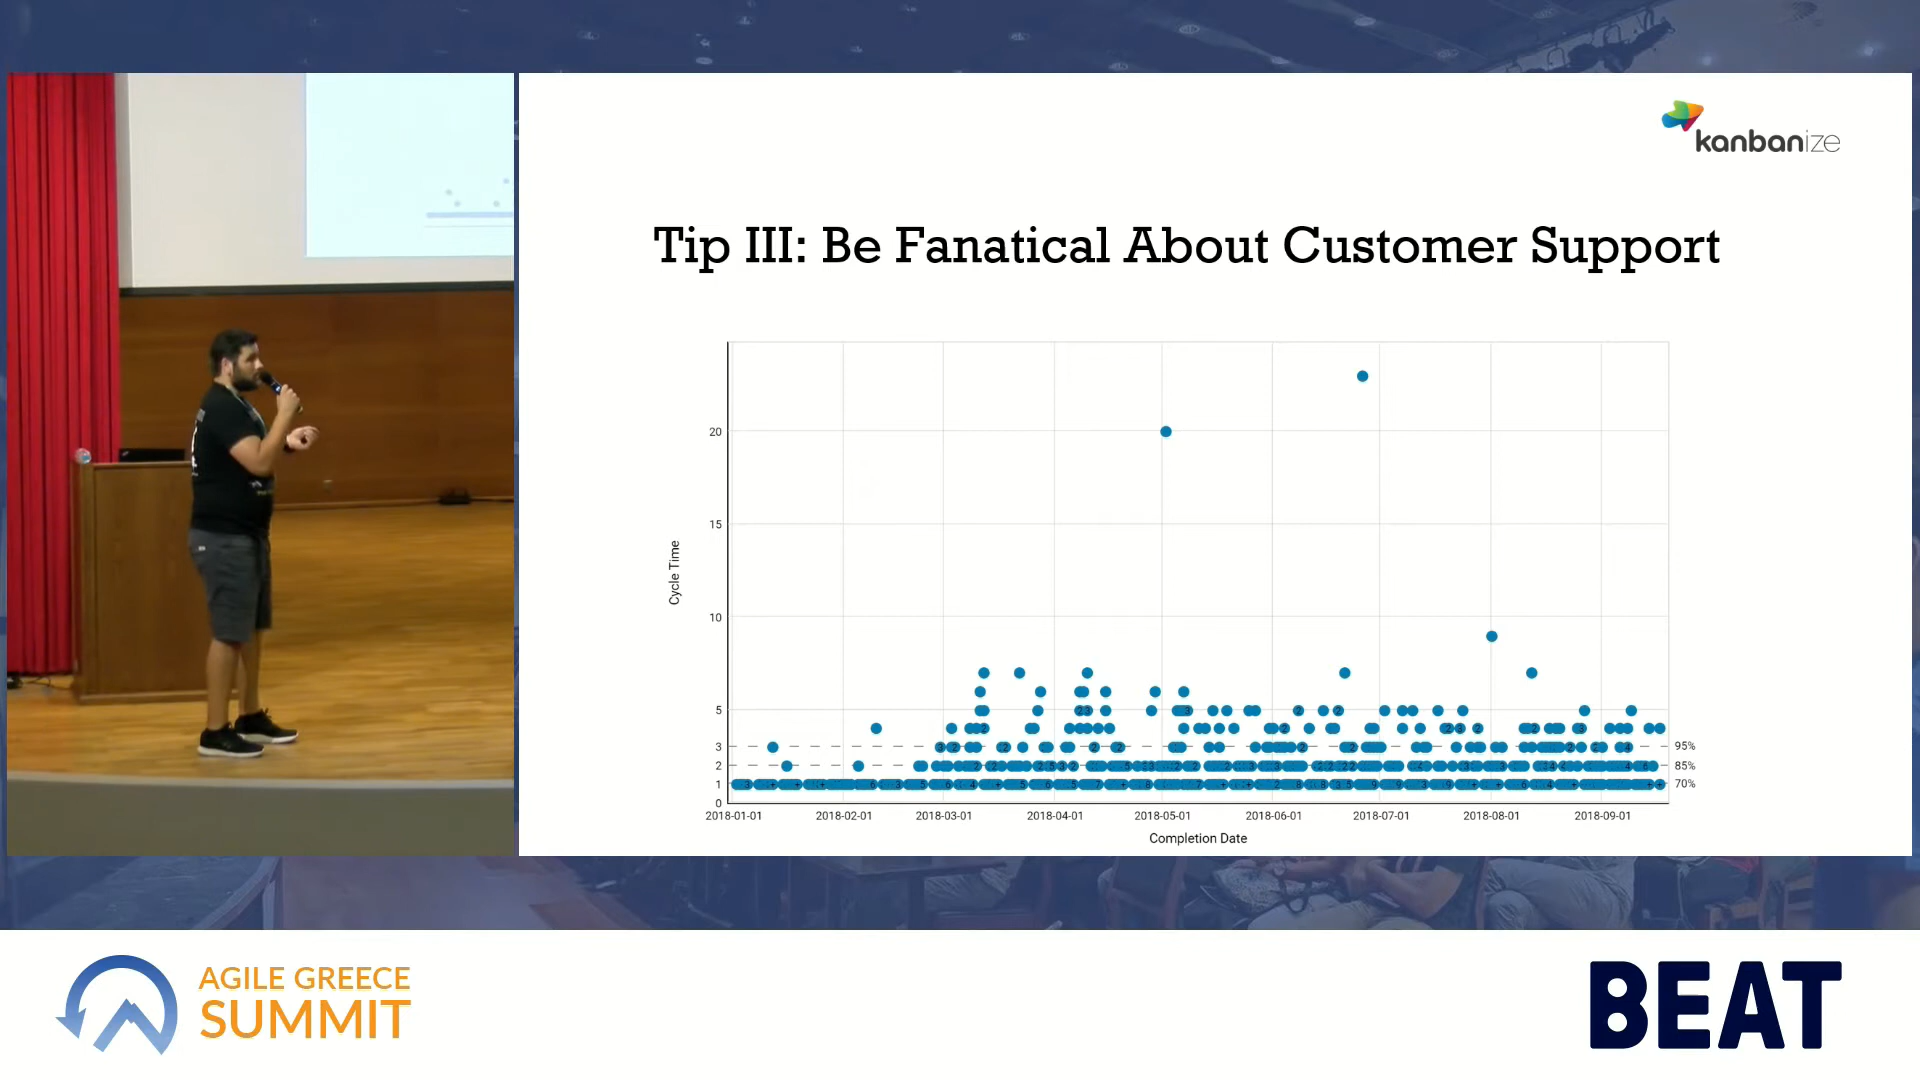 kanbanize
Tip III: Be Fanatical About Customer Support
Cycle Time
20
15
10
5
3
2
1
0
95%
85%
70%
2018-01-01 2018-02-01 2018-03-01 2018-04-01 2018-05-01 2018-06-01 2018-07-01 2018-08-01 2018-09-01
Completion Date
AGILE GREECE
SUMMIT
BEAT